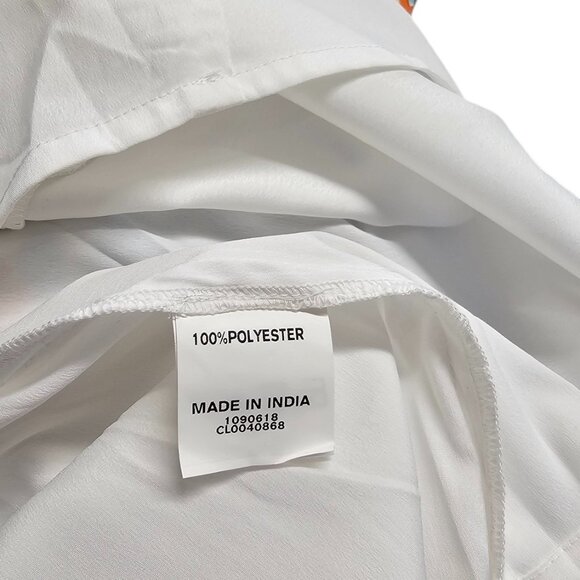 100%POLYESTER
MADE IN INDIA
1090618
CL0040868